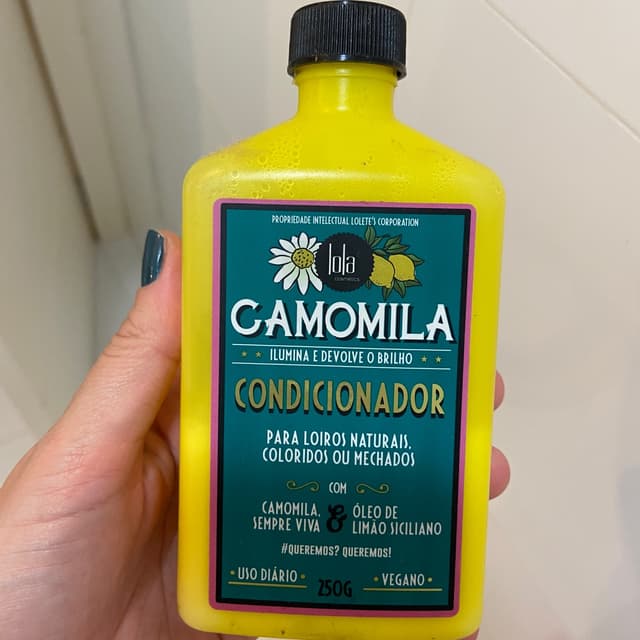 PROPRIEDADE INTELECTUAL LOLETE'S CORPORATION
lola
COSMETICS
CAMOMILA
ILUMINA E DEVOLVE O BRILHO
CONDICIONADOR
PARA LOIROS NATURAIS,
COLORIDOS OU MECHADOS
COM
CAMOMILA,
SEMPRE VIVA
&
ÓLEO DE
LIMÃO SICILIANO
#QUEREMOS? QUEREMOS!
USO DIÁRIO
250G
VEGANO